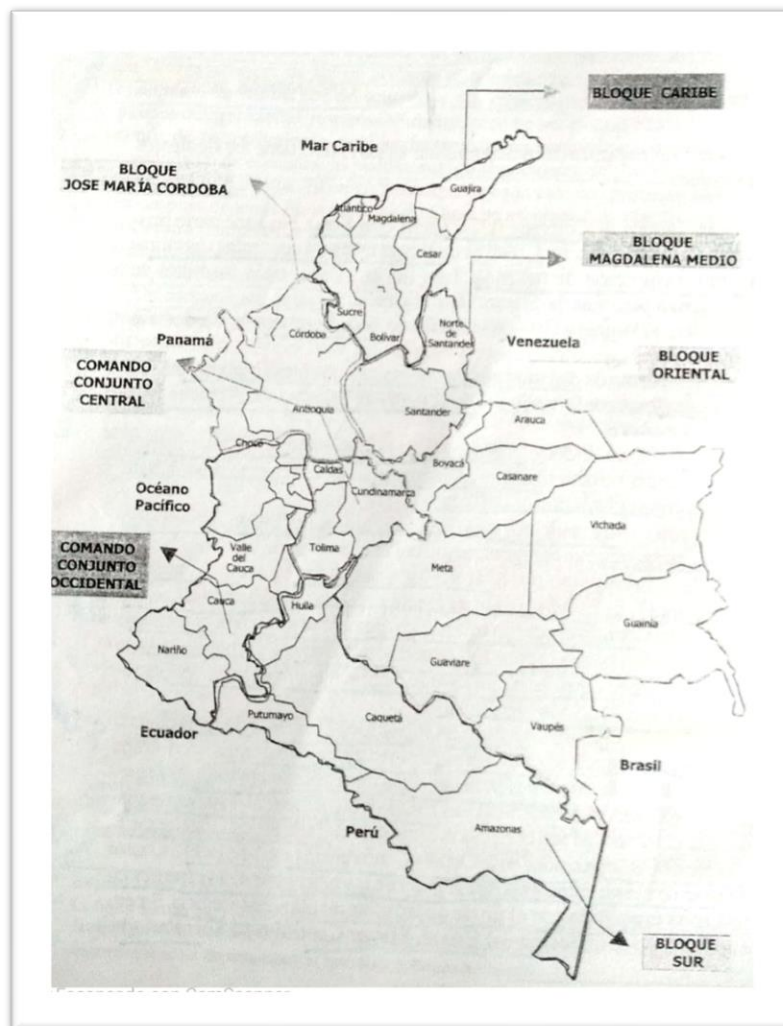 BLOQUE CARIBE
Mar Caribe
BLOQUE
JOSE MARÍA CORDOBA
Guajira
Atlántico
Magdalena
Cesar
BLOQUE
MAGDALENA MEDIO
Sucre
Córdoba
Bolívar
Norte
de
Santander
Panamá
Venezuela
BLOQUE
ORIENTAL
COMANDO
CONJUNTO
CENTRAL
Antioquia
Santander
Arauca
Chocó
Caldas
Boyacá
Cundinamarca
Casanare
Océano
Pacífico
Vichada
COMANDO
CONJUNTO
OCCIDENTAL
Valle
del
Cauca
Tolima
Meta
Cauca
Huila
Guainía
Nariño
Guaviare
Putumayo
Caquetá
Vaupés
Ecuador
Brasil
Perú
Amazonas
BLOQUE
SUR